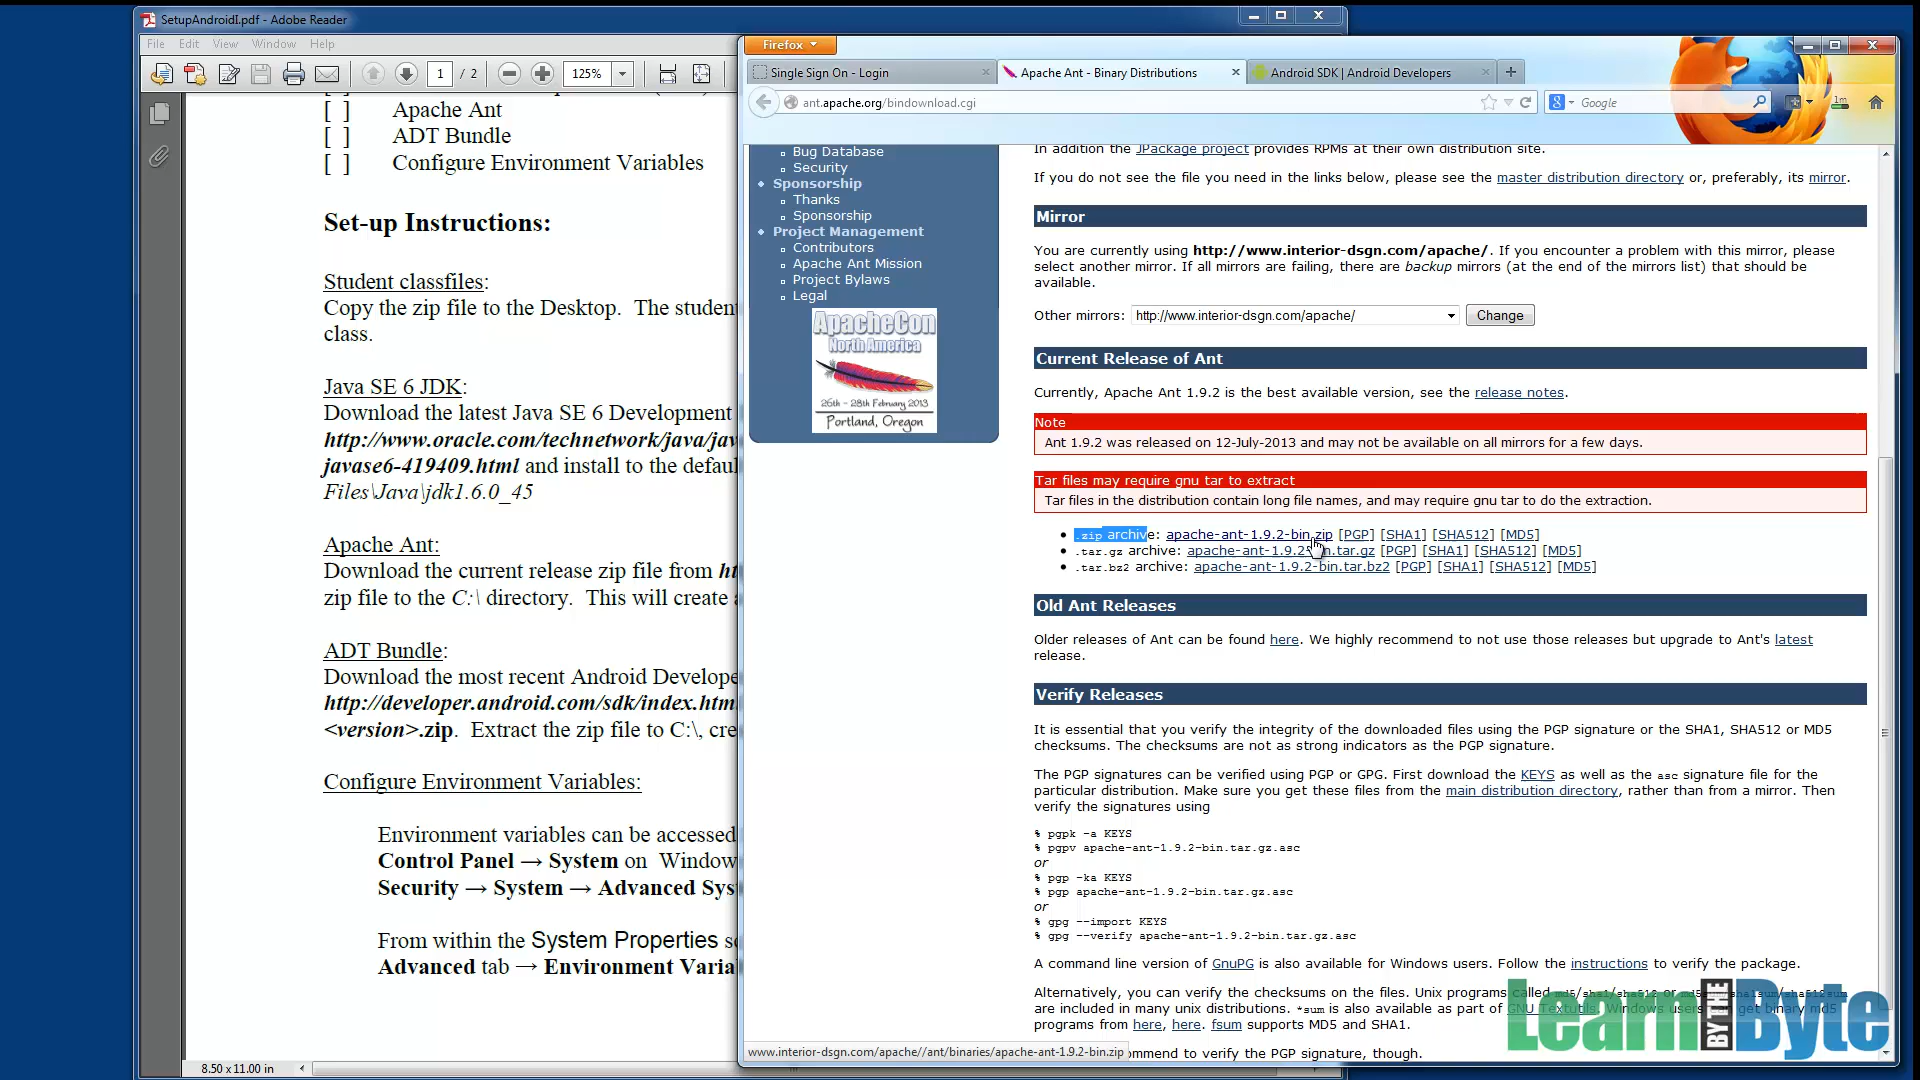 SetupAndroidI.pdf - Adobe Reader
File Edit View Window Help
1 / 2 125%
[ ] Apache Ant
[ ] ADT Bundle
[ ] Configure Environment Variables
Set-up Instructions:
Student classfiles:
Copy the zip file to the Desktop. The studen
class.
Java SE 6 JDK:
Download the latest Java SE 6 Development
http://www.oracle.com/technetwork/java/jav
javase6-419409.html and install to the defau
Files\Java\jdk1.6.0_45
Apache Ant:
Download the current release zip file from ht
zip file to the C:\ directory. This will create a
ADT Bundle:
Download the most recent Android Develope
http://developer.android.com/sdk/index.htm
<version>.zip. Extract the zip file to C:\, cre
Configure Environment Variables:
Environment variables can be accessed
Control Panel → System on Window
Security → System → Advanced Sys
From within the System Properties sc
Advanced tab → Environment Varia
8.50 x 11.00 in
Firefox
Single Sign On - Login
Apache Ant - Binary Distributions
Android SDK | Android Developers
ant.apache.org/bindownload.cgi
Google
1m
Bug Database
Security
Sponsorship
Thanks
Sponsorship
Project Management
Contributors
Apache Ant Mission
Project Bylaws
Legal
ApacheCon
North America
26th - 28th February 2013
Portland, Oregon
In addition the JPackage project provides RPMs at their own distribution site.
If you do not see the file you need in the links below, please see the master distribution directory or, preferably, its mirror.
Mirror
You are currently using http://www.interior-dsgn.com/apache/. If you encounter a problem with this mirror, please
select another mirror. If all mirrors are failing, there are backup mirrors (at the end of the mirrors list) that should be
available.
Other mirrors: http://www.interior-dsgn.com/apache/ Change
Current Release of Ant
Currently, Apache Ant 1.9.2 is the best available version, see the release notes.
Note
Ant 1.9.2 was released on 12-July-2013 and may not be available on all mirrors for a few days.
Tar files may require gnu tar to extract
Tar files in the distribution contain long file names, and may require gnu tar to do the extraction.
• .zip archive: apache-ant-1.9.2-bin.zip [PGP] [SHA1] [SHA512] [MD5]
• .tar.gz archive: apache-ant-1.9.2-bin.tar.gz [PGP] [SHA1] [SHA512] [MD5]
• .tar.bz2 archive: apache-ant-1.9.2-bin.tar.bz2 [PGP] [SHA1] [SHA512] [MD5]
Old Ant Releases
Older releases of Ant can be found here. We highly recommend to not use those releases but upgrade to Ant's latest
release.
Verify Releases
It is essential that you verify the integrity of the downloaded files using the PGP signature or the SHA1, SHA512 or MD5
checksums. The checksums are not as strong indicators as the PGP signature.
The PGP signatures can be verified using PGP or GPG. First download the KEYS as well as the asc signature file for the
particular distribution. Make sure you get these files from the main distribution directory, rather than from a mirror. Then
verify the signatures using
% pgpk -a KEYS
% pgpv apache-ant-1.9.2-bin.tar.gz.asc
or
% pgp -ka KEYS
% pgp apache-ant-1.9.2-bin.tar.gz.asc
or
% gpg --import KEYS
% gpg --verify apache-ant-1.9.2-bin.tar.gz.asc
A command line version of GnuPG is also available for Windows users. Follow the instructions to verify the package.
Alternatively, you can verify the checksums on the files. Unix programs called md5/sha1/sha512 or md5sum/sha1sum/sha512sum
are included in many unix distributions. *sum is also available as part of GNU Textutils. Windows users can get binary md5
programs from here, here. fsum supports MD5 and SHA1.
commend to verify the PGP signature, though.
www.interior-dsgn.com/apache//ant/binaries/apache-ant-1.9.2-bin.zip
Learn BY THE Byte